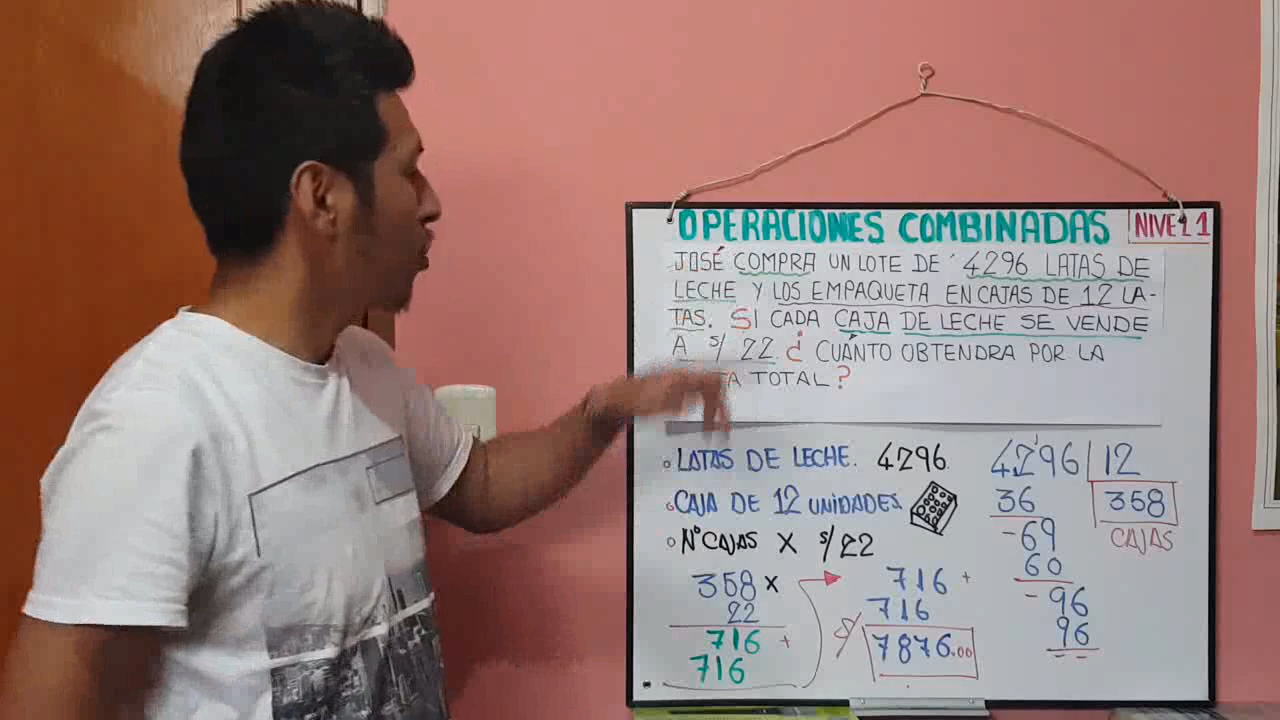 OPERACIONES COMBINADAS NIVEL 1
JOSÉ COMPRA UN LOTE DE 4296 LATAS DE
LECHE Y LOS EMPAQUETA EN CAJAS DE 12 LA-
TAS. SI CADA CAJA DE LECHE SE VENDE
A S/ 22 ¿ CUÁNTO OBTENDRA POR LA
TOTAL ?
LATAS DE LECHE. 4296.
CAJA DE 12 UNIDADES
Nº CAJAS X S/22
358 X
22
716 +
716
716 +
716
S/ 7876.00
4296 12
36 358
-69 CAJAS
60
-96
96
--